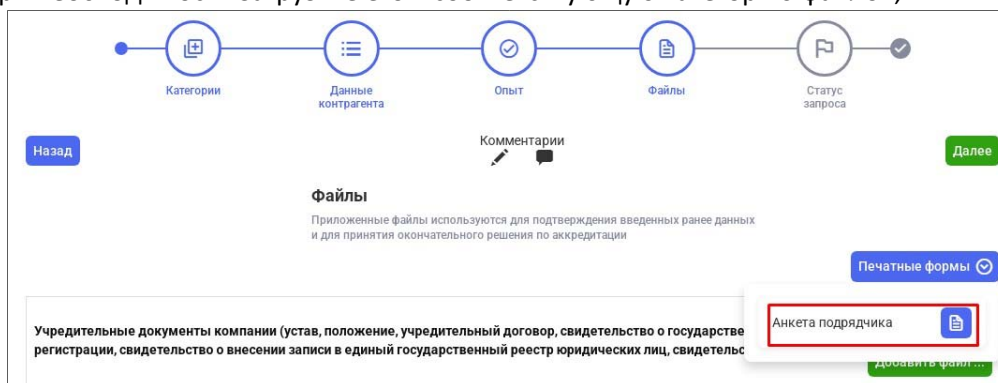 Категории
Данные
контрагента
Опыт
Файлы
Статус
запроса
Назад
Комментарии
Далее
Файлы
Приложенные файлы используются для подтверждения введенных ранее данных
и для принятия окончательного решения по аккредитации
Печатные формы
Анкета подрядчика
Учредительные документы компании (устав, положение, учредительный договор, свидетельство о государстве
регистрации, свидетельство о внесении записи в единый государственный реестр юридических лиц, свидетельс
Добавить файл ...